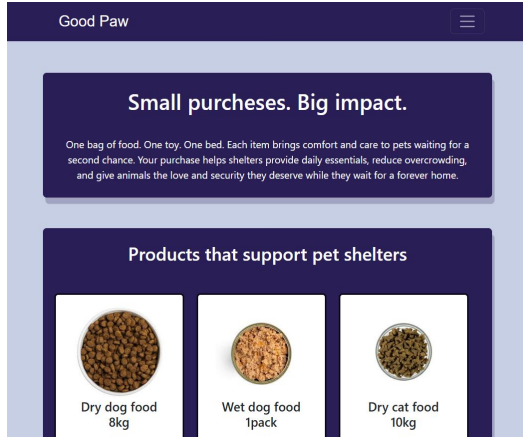 Good Paw
Small purcheses. Big impact.
One bag of food. One toy. One bed. Each item brings comfort and care to pets waiting for a
second chance. Your purchase helps shelters provide daily essentials, reduce overcrowding,
and give animals the love and security they deserve while they wait for a forever home.
Products that support pet shelters
Dry dog food
8kg
Wet dog food
1pack
Dry cat food
10kg